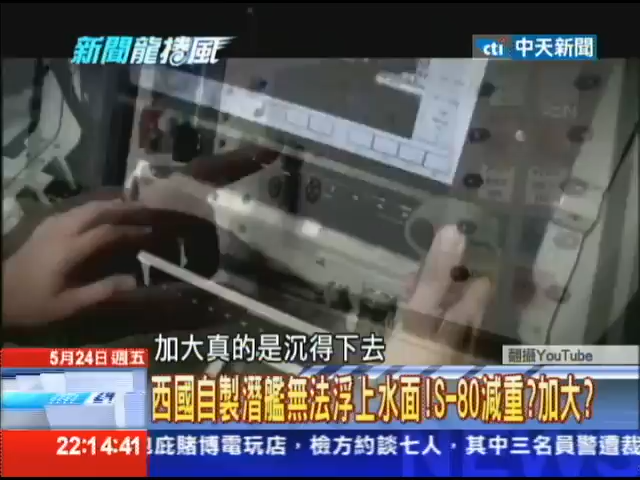 新聞龍捲風
cti 中天新聞
加大真的是沉得下去
翻攝YouTube
5月24日週五
西國自製潛艦無法浮上水面!S-80減重?加大?
22:14:41
庇賭博電玩店，檢方約談七人，其中三名員警遭裁
NEWS